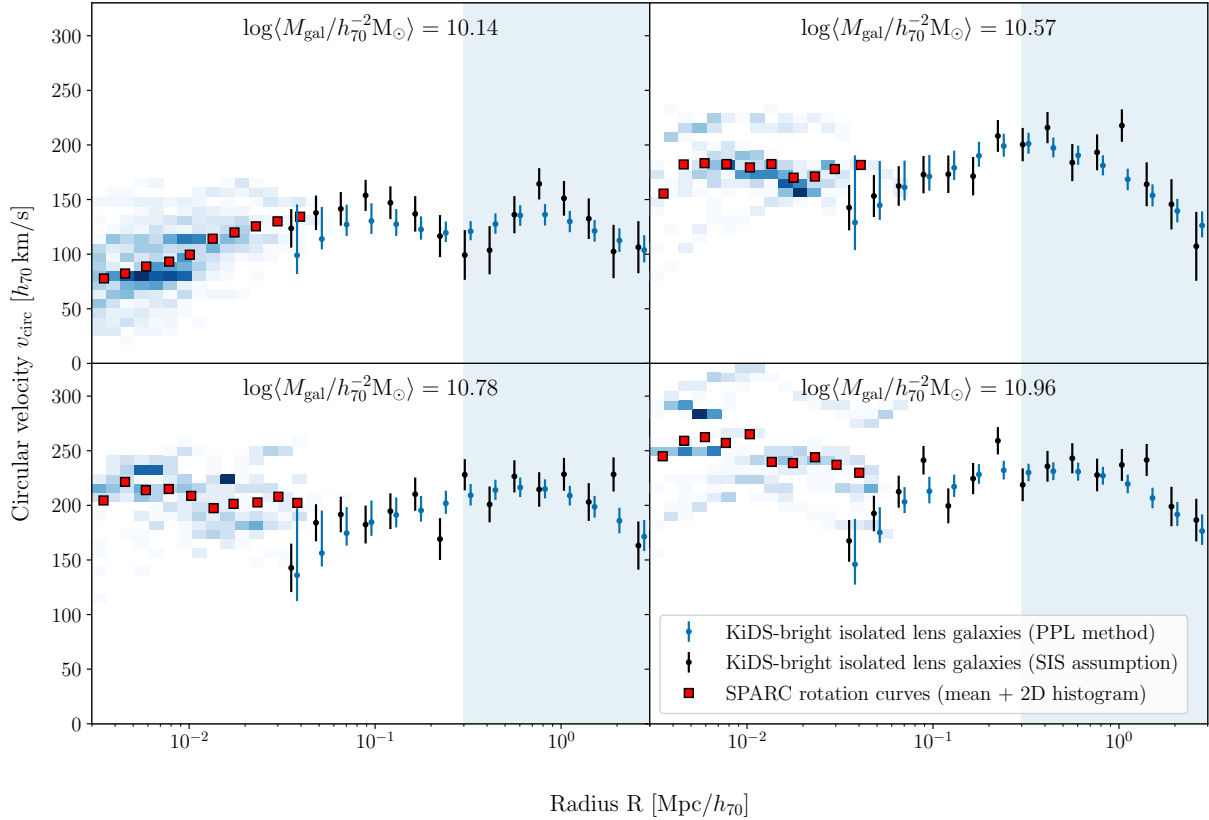 log⟨M_gal/h_70^−2 M_⊙⟩ = 10.14
log⟨M_gal/h_70^−2 M_⊙⟩ = 10.57
300
250
200
150
100
50
0
log⟨M_gal/h_70^−2 M_⊙⟩ = 10.78
log⟨M_gal/h_70^−2 M_⊙⟩ = 10.96
300
250
200
150
100
50
0
Circular velocity v_circ [h_70 km/s]
KiDS-bright isolated lens galaxies (PPL method)
KiDS-bright isolated lens galaxies (SIS assumption)
SPARC rotation curves (mean + 2D histogram)
10^−2 10^−1 10^0 10^−2 10^−1 10^0
Radius R [Mpc/h_70]